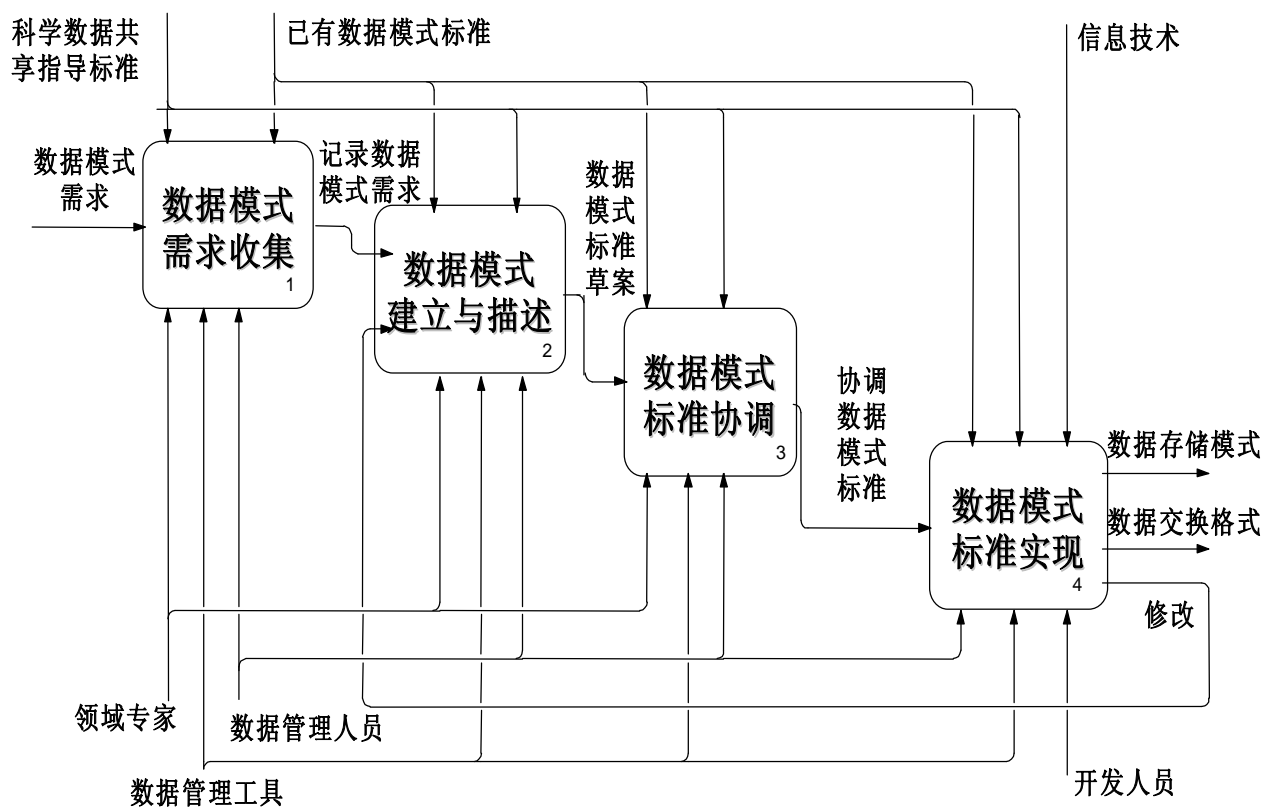 科学数据共
享指导标准
已有数据模式标准
信息技术
数据模式
需求
数据模式
需求收集
1
记录数据
模式需求
数据模式
建立与描述
2
数据
模式
标准
草案
数据模式
标准协调
3
协调
数据
模式
标准
数据模式
标准实现
4
数据存储模式
数据交换格式
修改
领域专家
数据管理人员
数据管理工具
开发人员